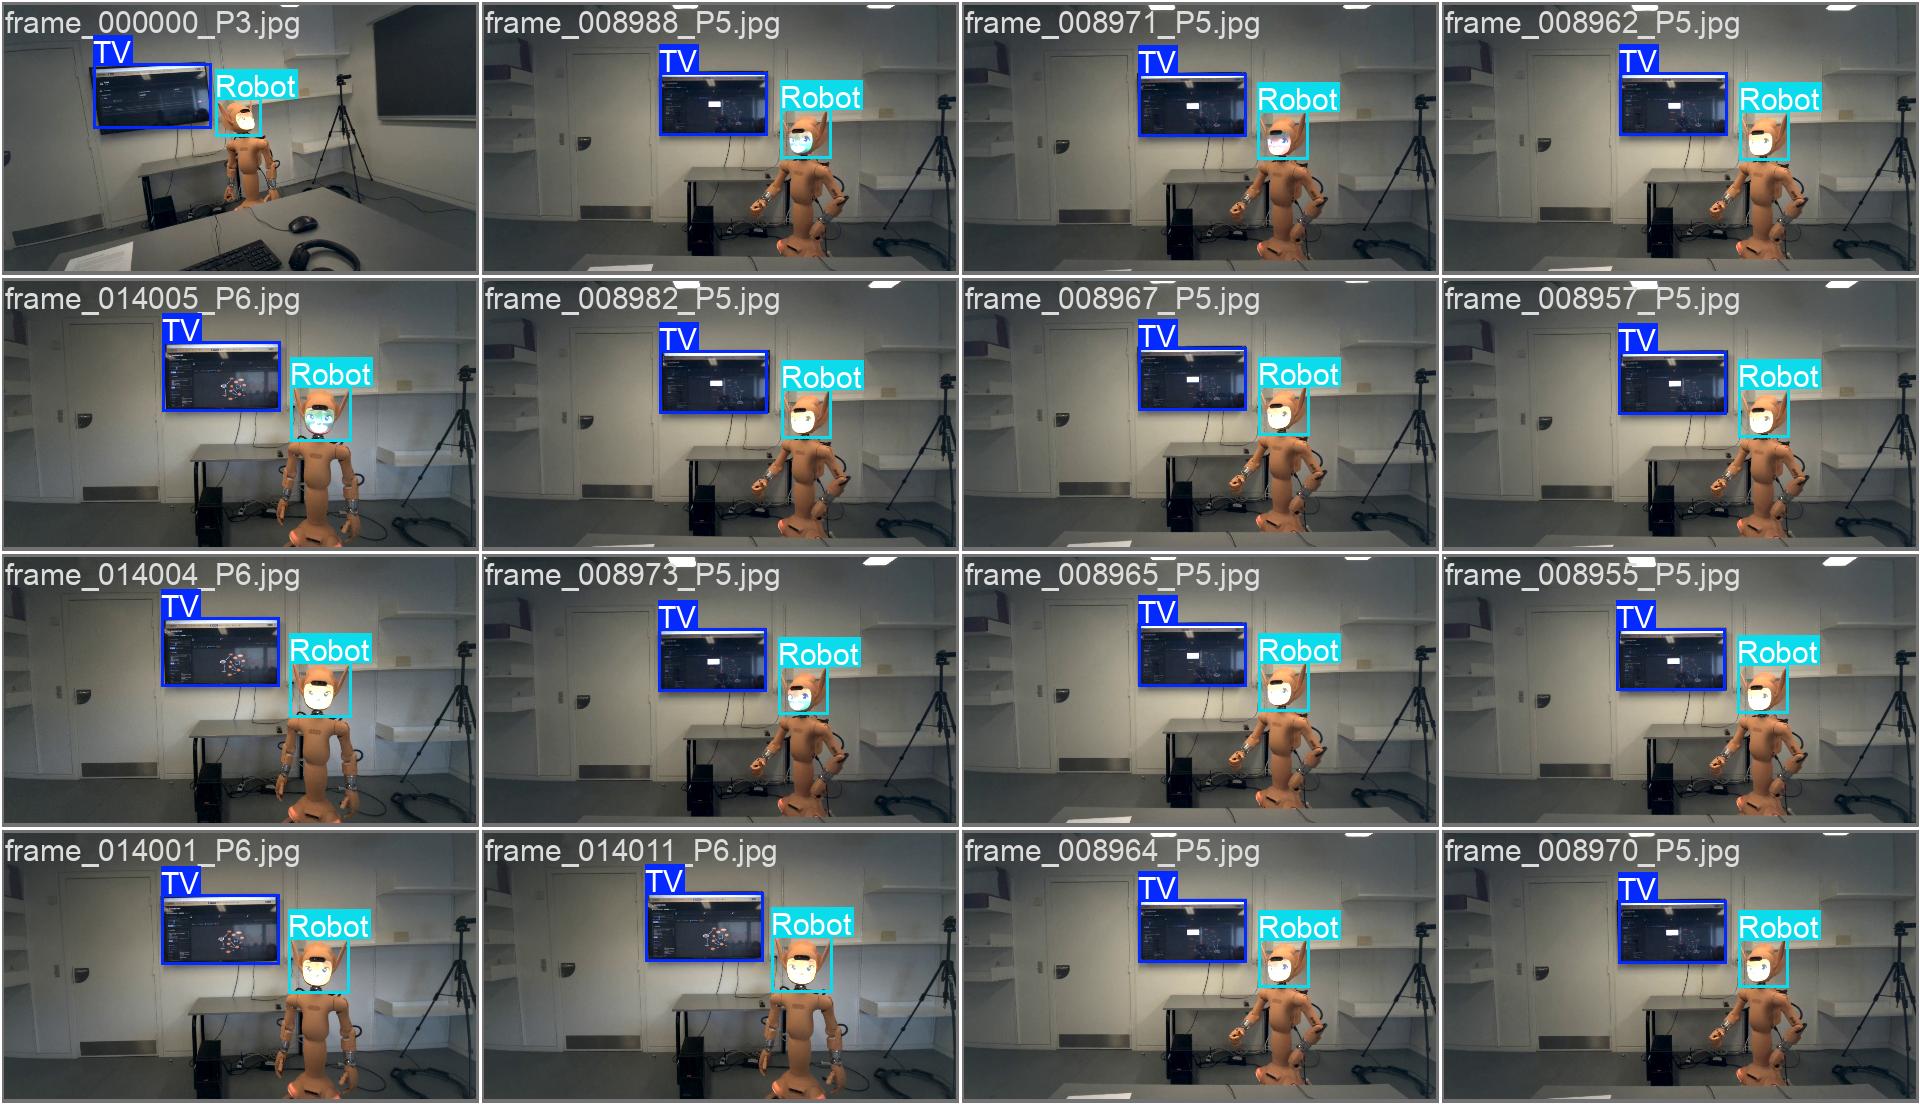 frame_000000_P3.jpg
TV
Robot
frame_008988_P5.jpg
TV
Robot
frame_008971_P5.jpg
TV
Robot
frame_008962_P5.jpg
TV
Robot
frame_014005_P6.jpg
TV
Robot
frame_008982_P5.jpg
TV
Robot
frame_008967_P5.jpg
TV
Robot
frame_008957_P5.jpg
TV
Robot
frame_014004_P6.jpg
TV
Robot
frame_008973_P5.jpg
TV
Robot
frame_008965_P5.jpg
TV
Robot
frame_008955_P5.jpg
TV
Robot
frame_014001_P6.jpg
TV
Robot
frame_014011_P6.jpg
TV
Robot
frame_008964_P5.jpg
TV
Robot
frame_008970_P5.jpg
TV
Robot